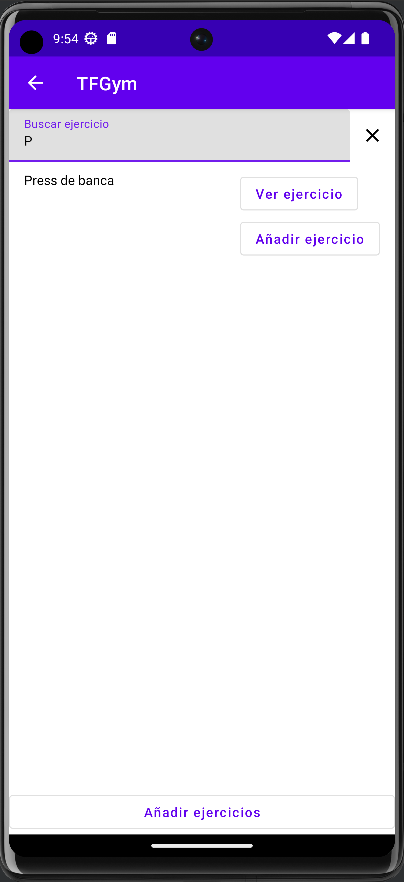 9:54
TFGym
Buscar ejercicio
P
Press de banca
Ver ejercicio
Añadir ejercicio
Añadir ejercicios